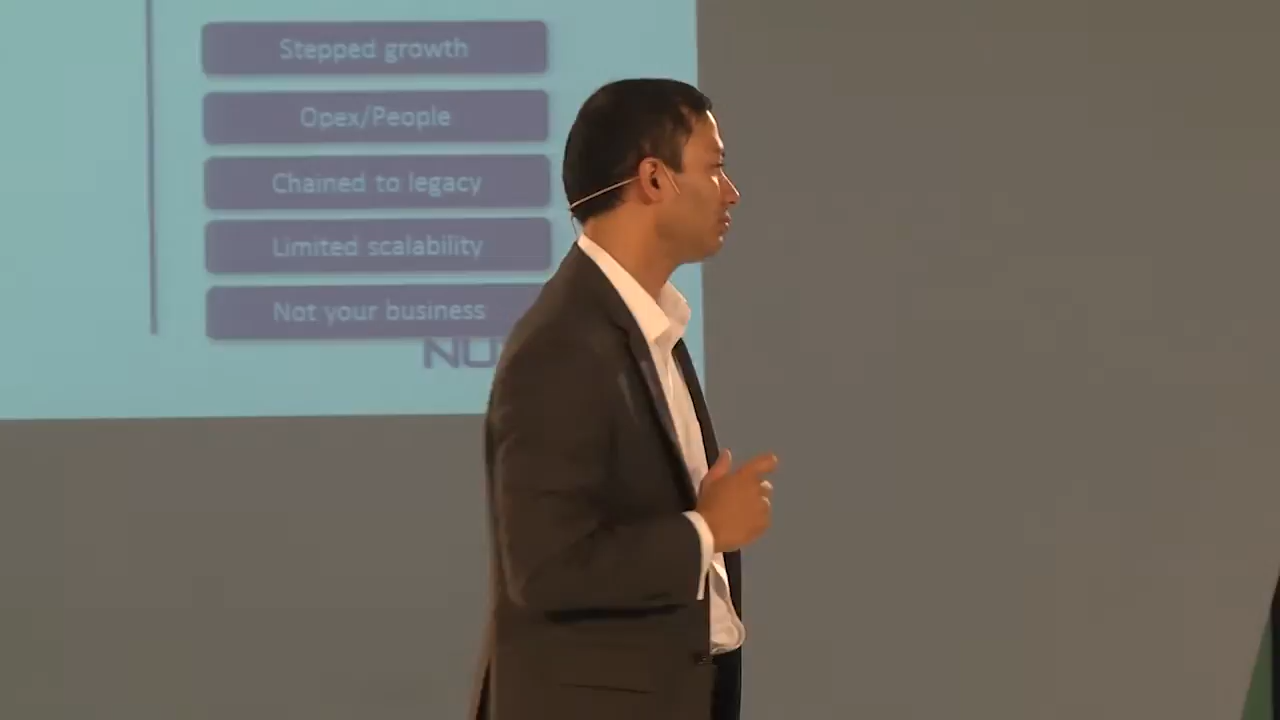 Stepped growth
Opex/People
Chained to legacy
Limited scalability
Not your business